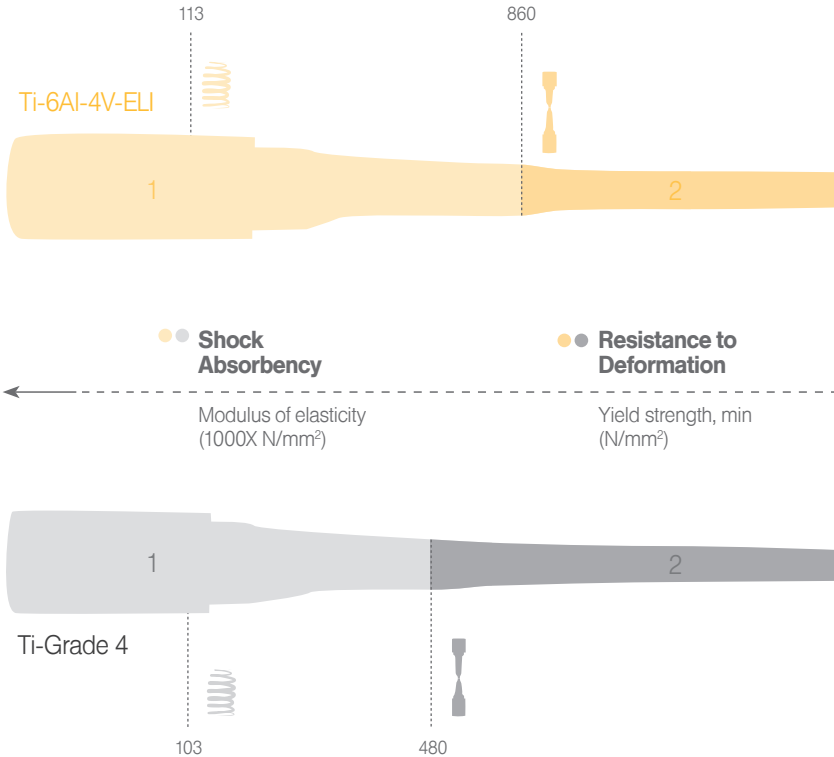 113
860
Ti-6Al-4V-ELI
1
2
Shock
Absorbency
Resistance to
Deformation
Modulus of elasticity
(1000X N/mm²)
Yield strength, min
(N/mm²)
1
2
Ti-Grade 4
103
480